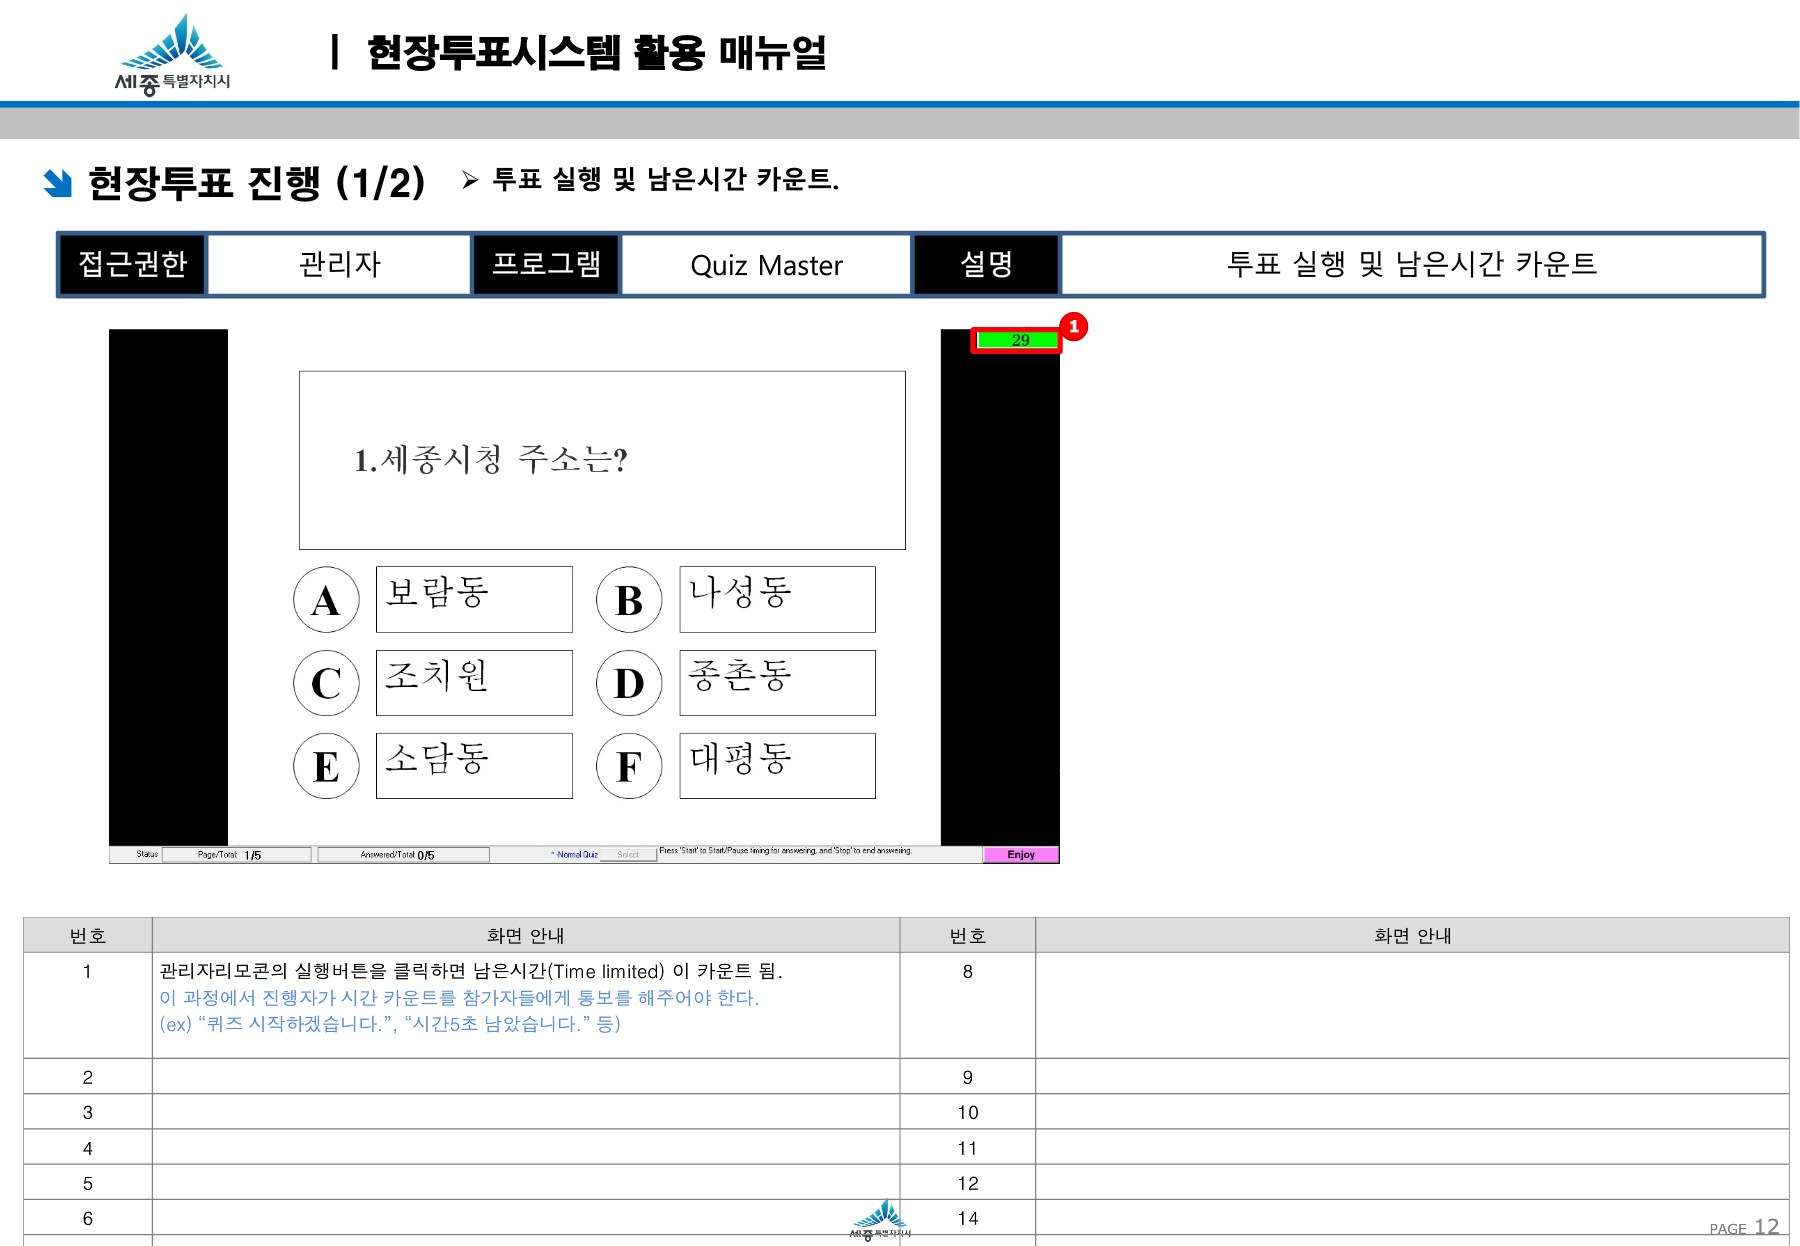 세종특별자치시
| 현장투표시스템 활용 매뉴얼
현장투표 진행 (1/2)
➢ 투표 실행 및 남은시간 카운트.
접근권한 관리자 프로그램 Quiz Master 설명 투표 실행 및 남은시간 카운트
29
1
1.세종시청 주소는?
A 보람동 B 나성동
C 조치원 D 종촌동
E 소담동 F 대평동
Status Page/Total: 1/5 Answered/Total 0/5 *-Normal Quiz Select Press 'Start' to Start/Pause timing for answering, and 'Stop' to end answering. Enjoy
번호 화면 안내 번호 화면 안내
1 관리자리모콘의 실행버튼을 클릭하면 남은시간(Time limited) 이 카운트 됨. 8
이 과정에서 진행자가 시간 카운트를 참가자들에게 통보를 해주어야 한다.
(ex) “퀴즈 시작하겠습니다.”, “시간5초 남았습니다.” 등)
2 9
3 10
4 11
5 12
6 14
세종특별자치시
PAGE 12